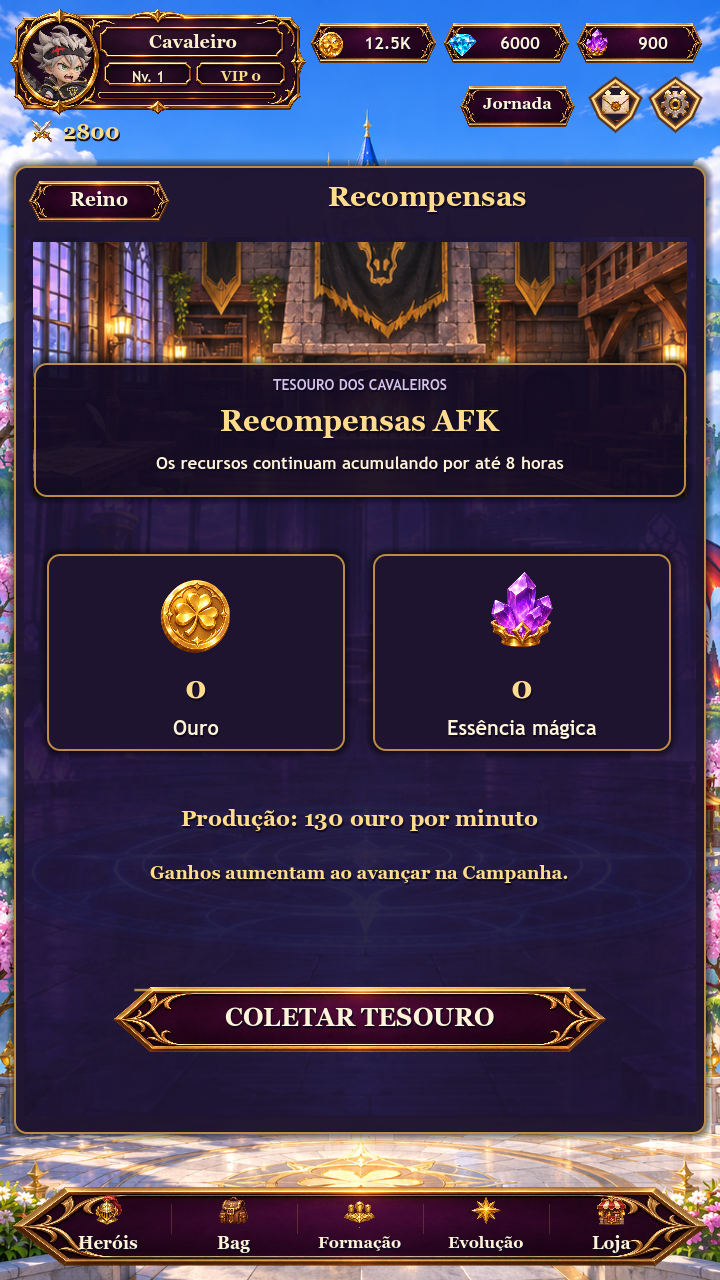 Cavaleiro
Nv. 1
VIP 0
12.5K
6000
900
Jornada
2800
Reino
Recompensas
TESOURO DOS CAVALEIROS
Recompensas AFK
Os recursos continuam acumulando por até 8 horas
0
Ouro
0
Essência mágica
Produção: 130 ouro por minuto
Ganhos aumentam ao avançar na Campanha.
COLETAR TESOURO
Heróis
Bag
Formação
Evolução
Loja